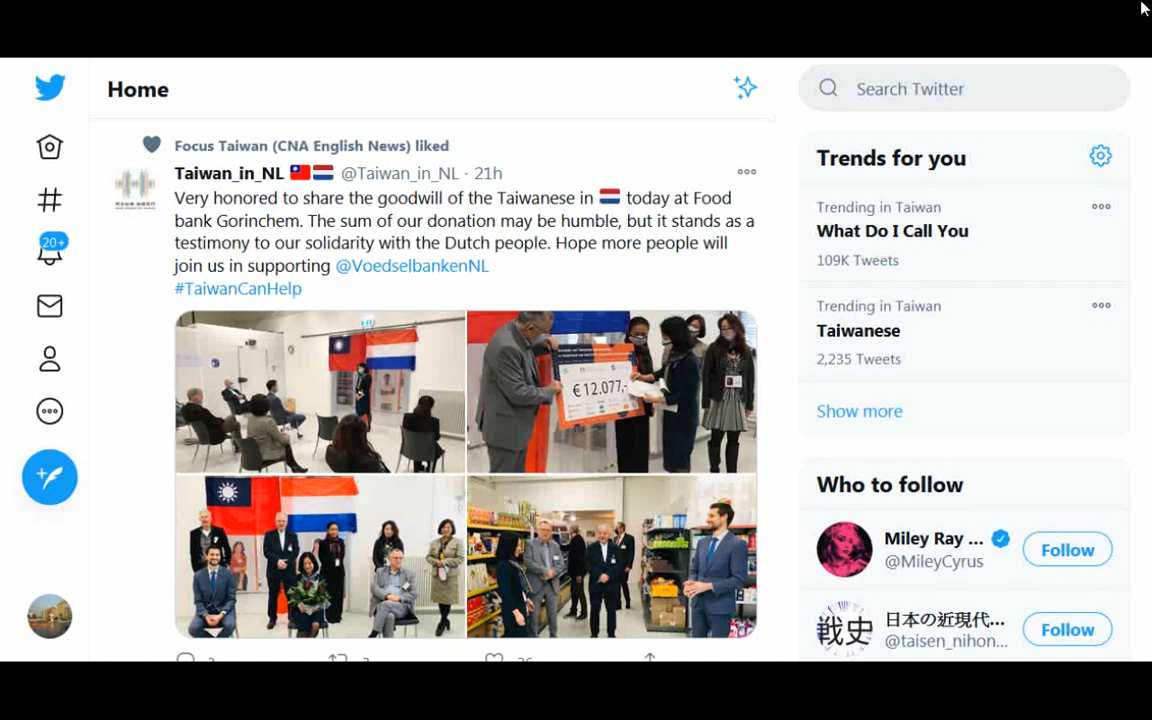 Home
Focus Taiwan (CNA English News) liked
Taiwan_in_NL 🇹🇼🇳🇱 @Taiwan_in_NL · 21h
Very honored to share the goodwill of the Taiwanese in 🇳🇱 today at Food
bank Gorinchem. The sum of our donation may be humble, but it stands as a
testimony to our solidarity with the Dutch people. Hope more people will
join us in supporting @VoedselbankenNL
#TaiwanCanHelp
€ 12.077,-
20+
Search Twitter
Trends for you
Trending in Taiwan
What Do I Call You
109K Tweets
Trending in Taiwan
Taiwanese
2,235 Tweets
Show more
Who to follow
Miley Ray ...
@MileyCyrus
Follow
戦史
日本の近現代...
@taisen_nihon...
Follow